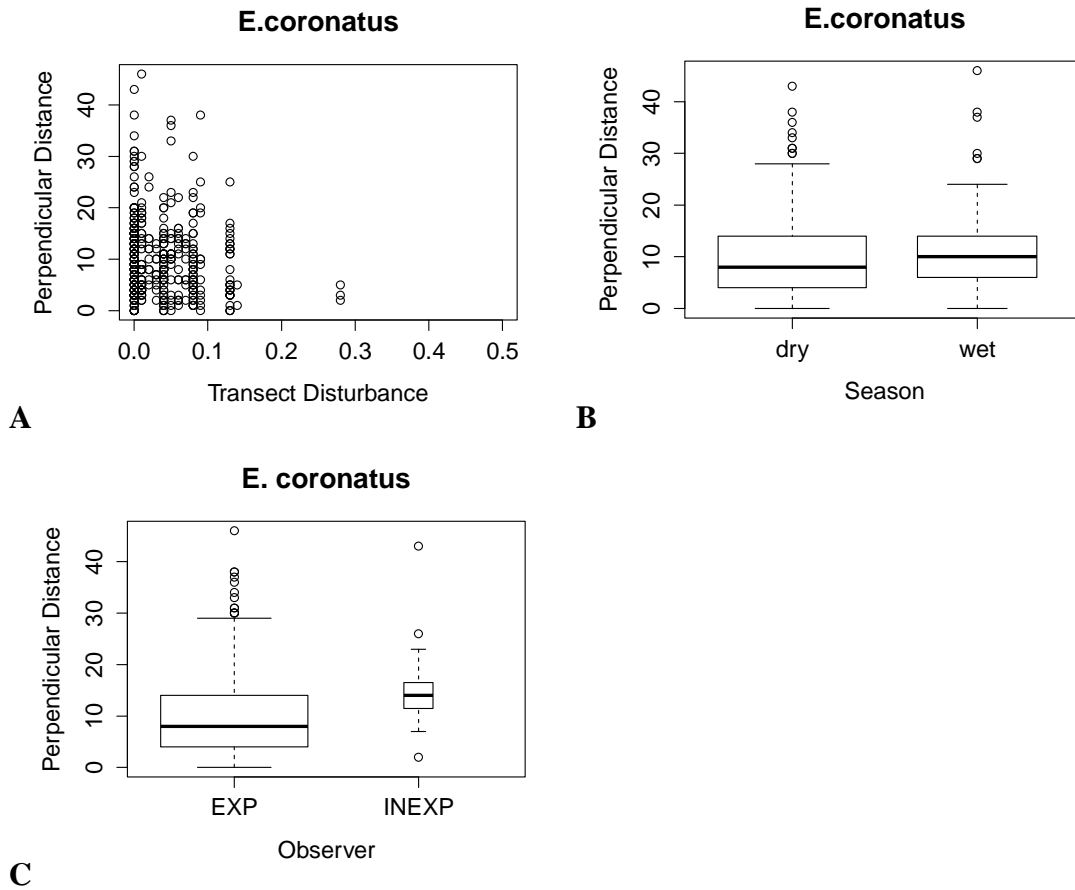 E.coronatus
Perpendicular Distance
0 10 20 30 40
0.0 0.1 0.2 0.3 0.4 0.5
Transect Disturbance
A
E.coronatus
Perpendicular Distance
0 10 20 30 40
dry wet
Season
B
E. coronatus
Perpendicular Distance
0 10 20 30 40
EXP INEXP
Observer
C